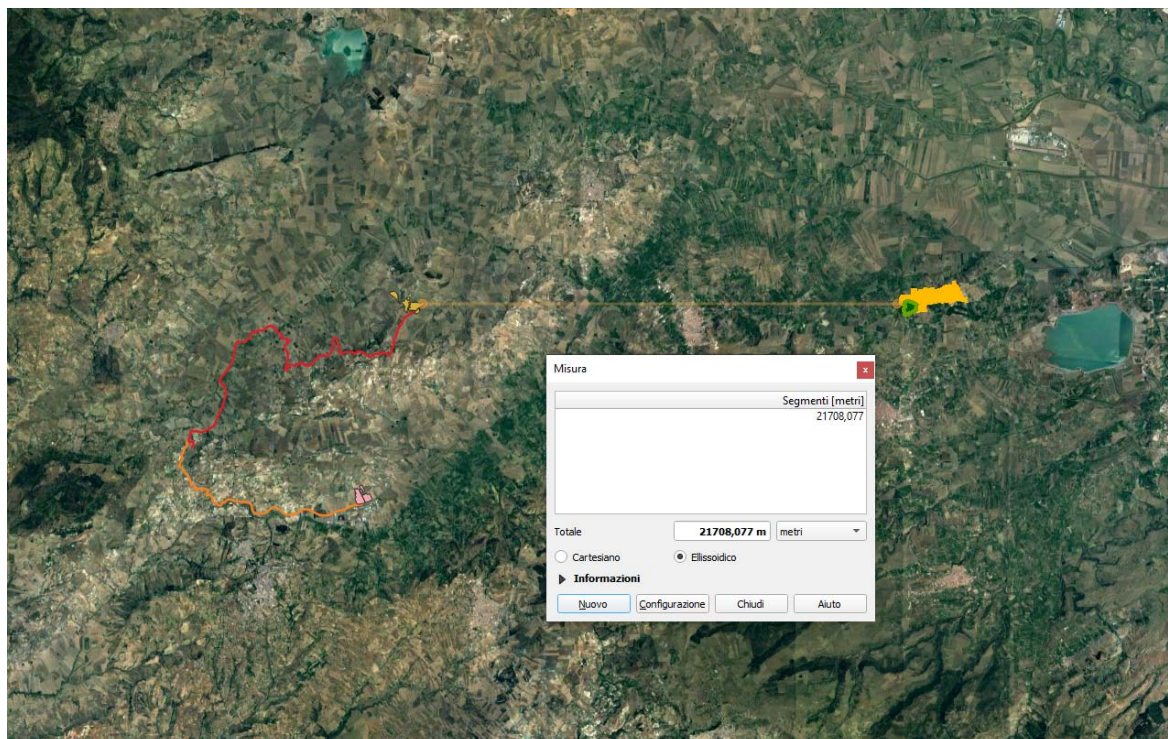 Misura
x
Segmenti [metri]
21708,077
Totale
21708,077 m
metri
Cartesiano
Ellissoidico
Informazioni
Nuovo
Configurazione
Chiudi
Aiuto